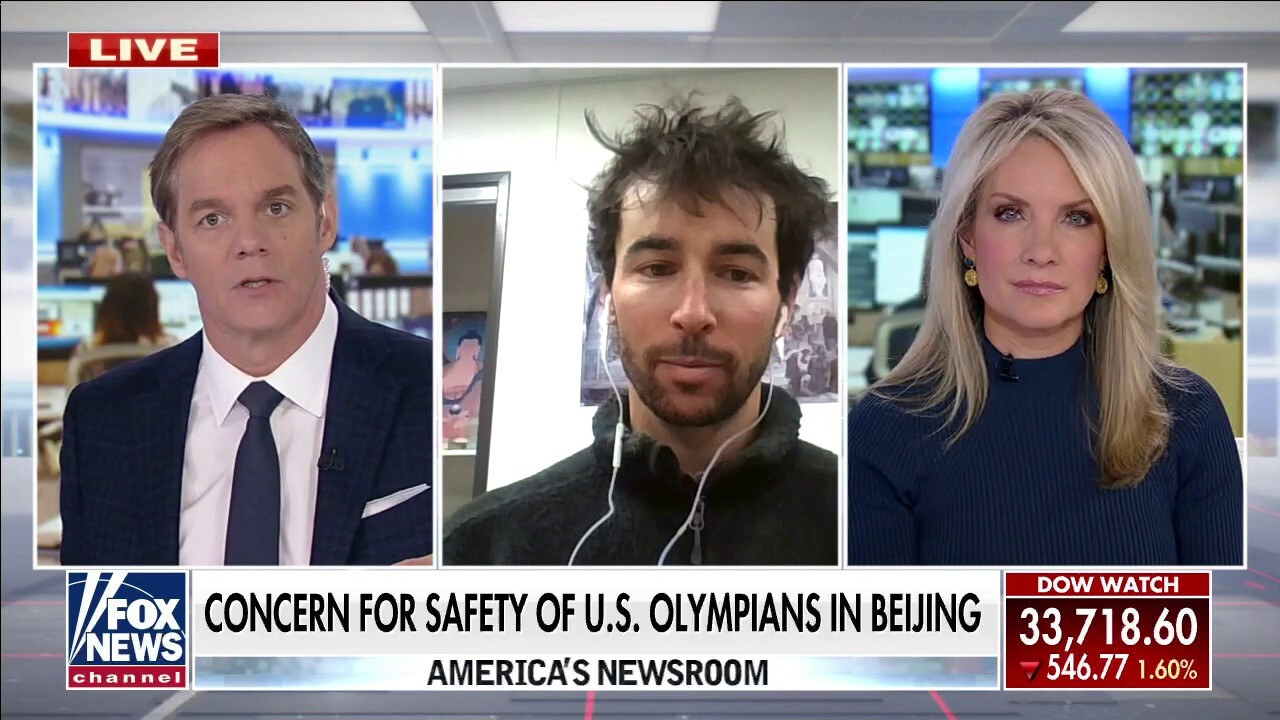 LIVE
FOX
NEWS
channel
CONCERN FOR SAFETY OF U.S. OLYMPIANS IN BEIJING
AMERICA'S NEWSROOM
DOW WATCH
33,718.60
546.77 1.60%